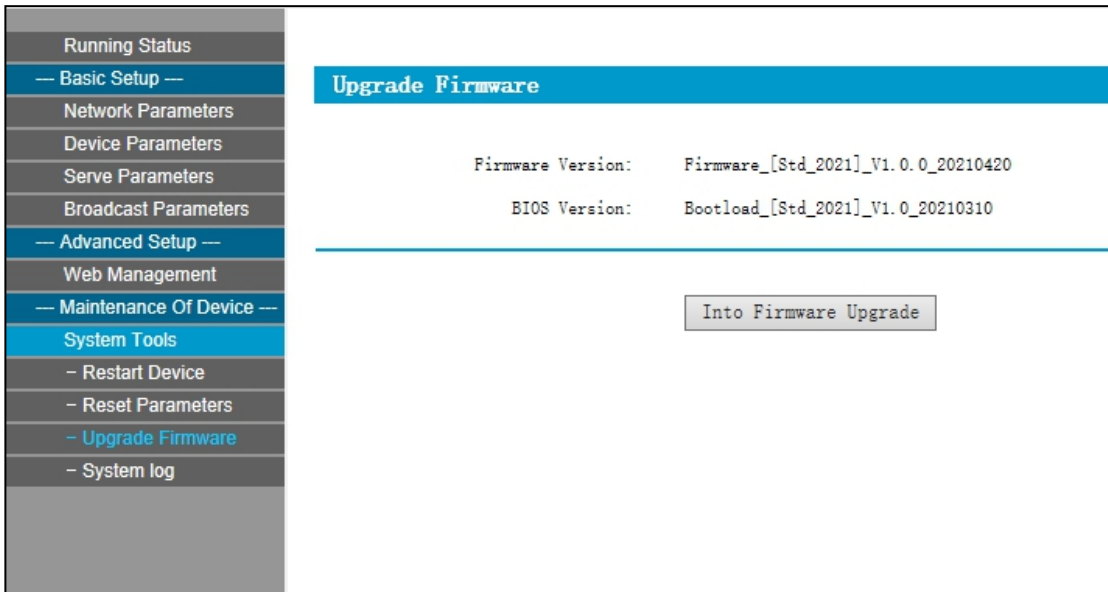 Running Status
--- Basic Setup ---
Network Parameters
Device Parameters
Serve Parameters
Broadcast Parameters
--- Advanced Setup ---
Web Management
--- Maintenance Of Device ---
System Tools
- Restart Device
- Reset Parameters
- Upgrade Firmware
- System log
Upgrade Firmware
Firmware Version: Firmware_[Std_2021]_V1.0.0_20210420
BIOS Version: Bootload_[Std_2021]_V1.0_20210310
Into Firmware Upgrade